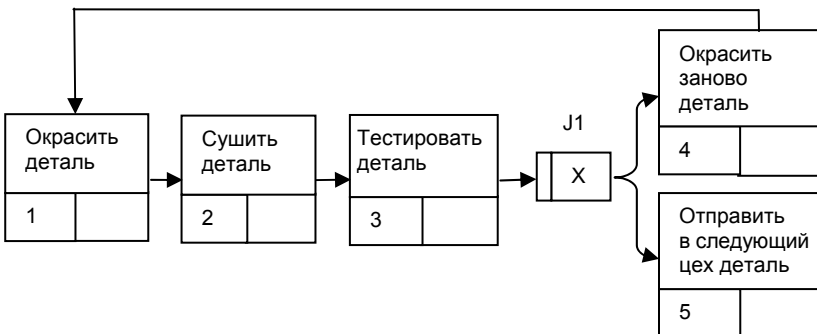 Окрасить
деталь
1
Сушить
деталь
2
Тестировать
деталь
3
J1
X
Окрасить
заново
деталь
4
Отправить
в следующий
цех деталь
5